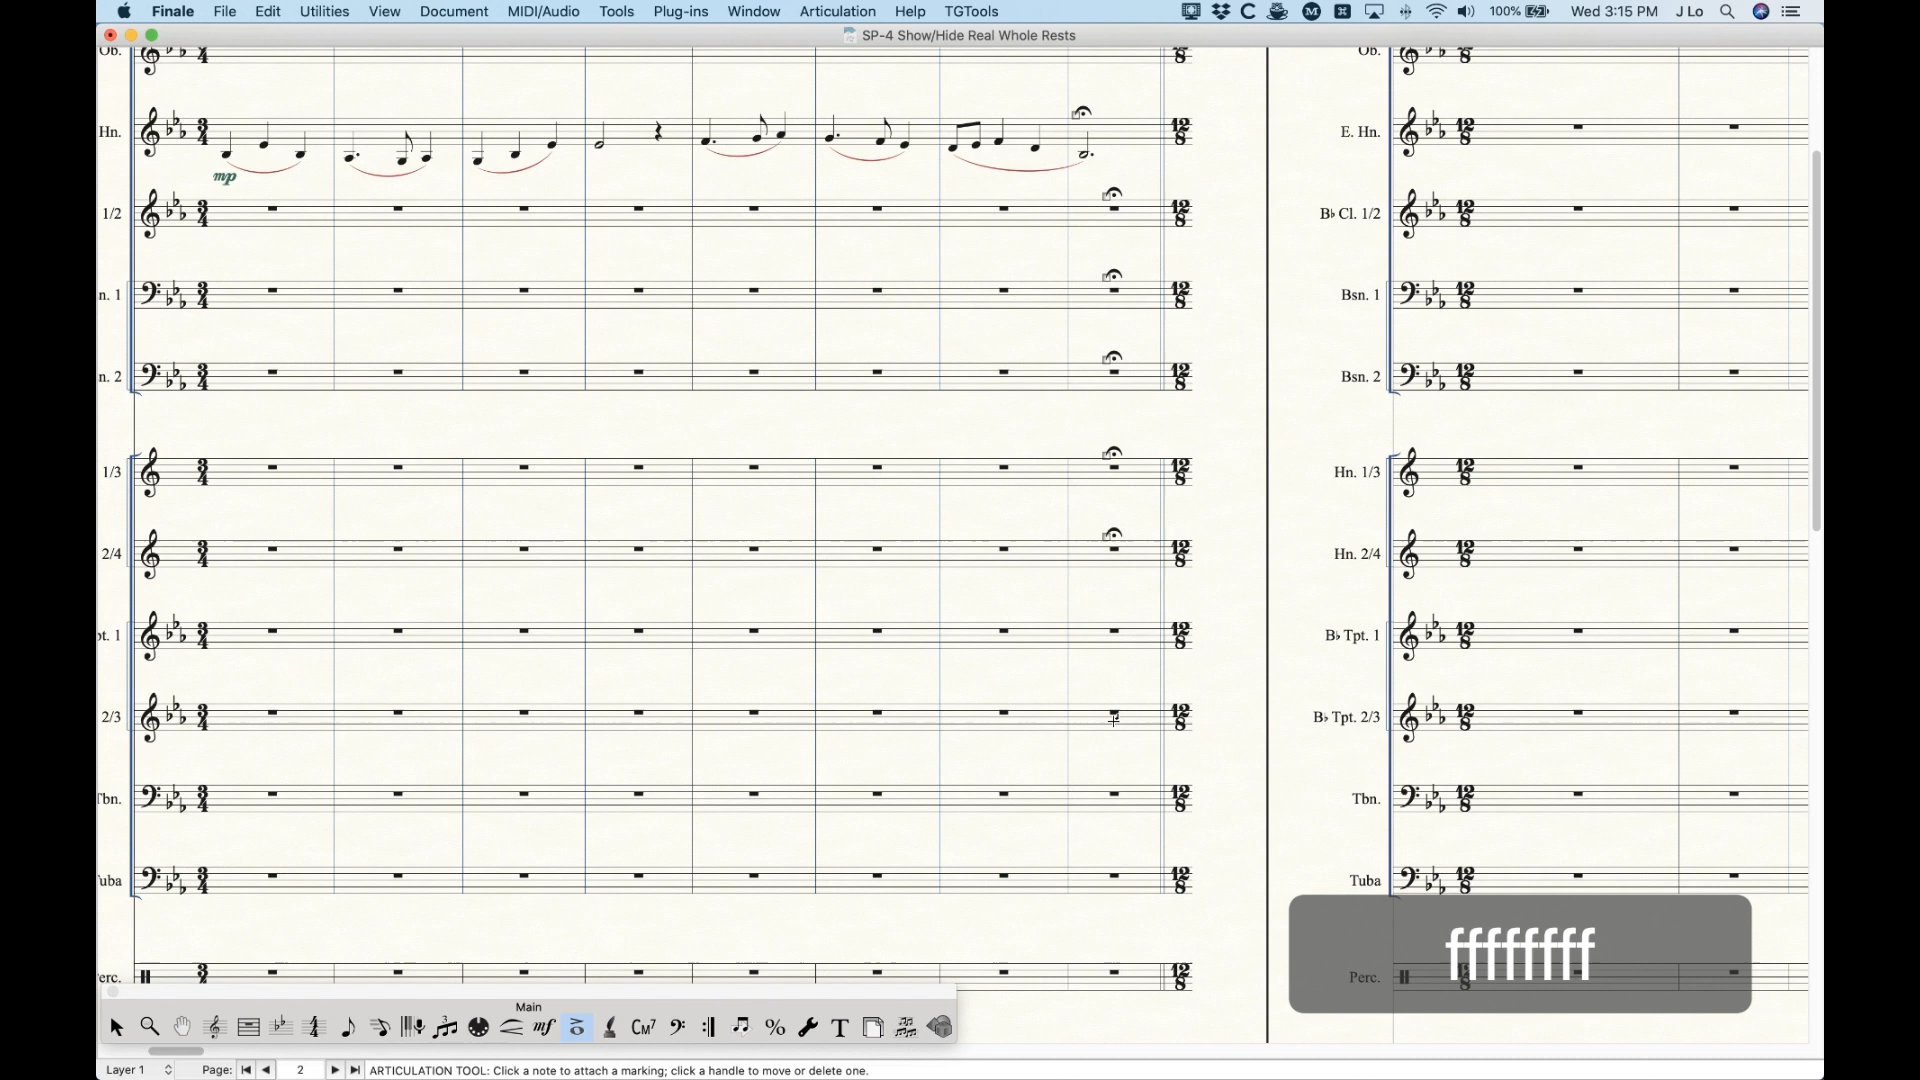 Finale File Edit Utilities View Document MIDI/Audio Tools Plug-ins Window Articulation Help TGTools 100% Wed 3:15 PM J Lo
SP-4 Show/Hide Real Whole Rests
Ob. Ob.
Hn. E. Hn.
mp
1/2 B♭ Cl. 1/2
n. 1 Bsn. 1
n. 2 Bsn. 2
1/3 Hn. 1/3
2/4 Hn. 2/4
pt. 1 B♭ Tpt. 1
2/3 B♭ Tpt. 2/3
Tbn. Tbn.
Tuba Tuba
ffffffff
erc. Perc.
Main
mf CM7 % T
Layer 1 Page: 2 ARTICULATION TOOL: Click a note to attach a marking; click a handle to move or delete one.